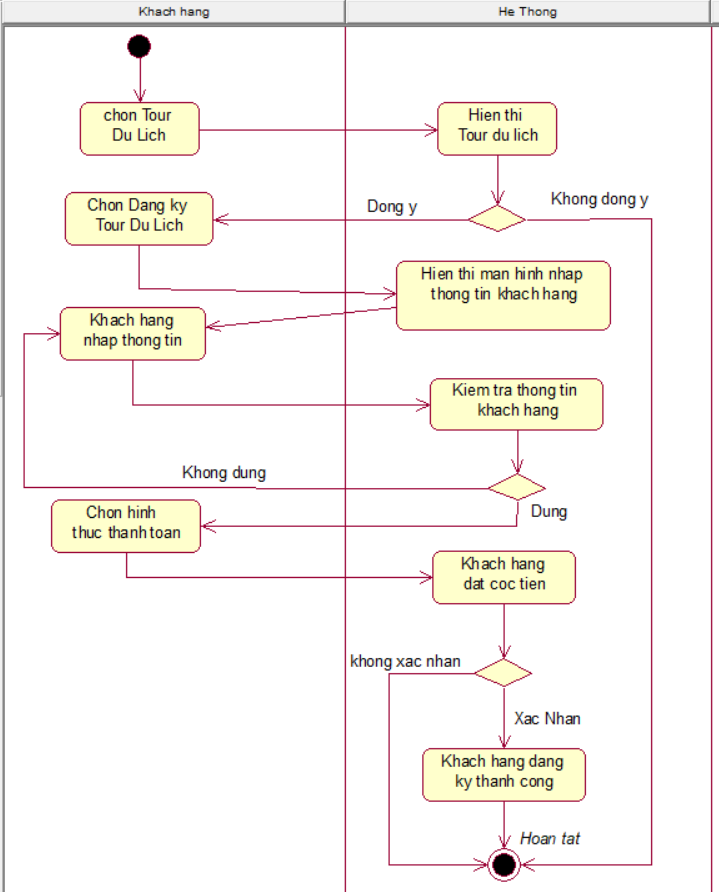 Khach hang
He Thong
chon Tour
Du Lich
Hien thi
Tour du lich
Chon Dang ky
Tour Du Lich
Dong y
Khong dong y
Hien thi man hinh nhap
thong tin khach hang
Khach hang
nhap thong tin
Kiem tra thong tin
khach hang
Khong dung
Dung
Chon hinh
thuc thanh toan
Khach hang
dat coc tien
khong xac nhan
Xac Nhan
Khach hang dang
ky thanh cong
Hoan tat